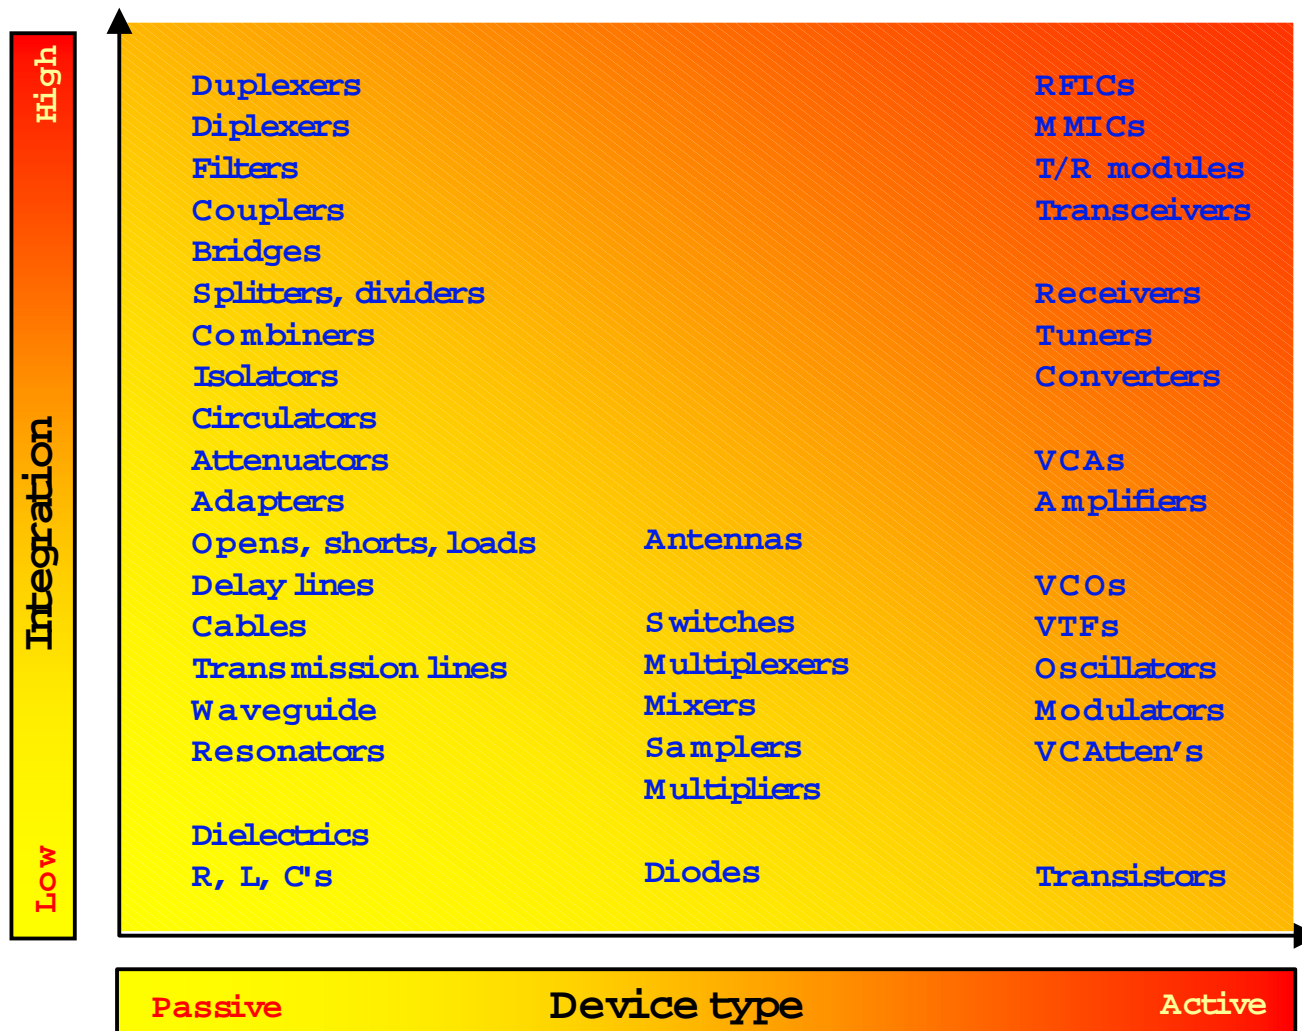 High
Integration
Low
Duplexers
Diplexers
Filters
Couplers
Bridges
Splitters, dividers
Combiners
Isolators
Circulators
Attenuators
Adapters
Opens, shorts, loads
Delay lines
Cables
Transmission lines
Waveguide
Resonators
Dielectrics
R, L, C's
Antennas
Switches
Multiplexers
Mixers
Samplers
Multipliers
Diodes
RFICs
MMICs
T/R modules
Transceivers
Receivers
Tuners
Converters
VCAs
Amplifiers
VCOs
VTFs
Oscillators
Modulators
VCAtten’s
Transistors
Passive Device type Active